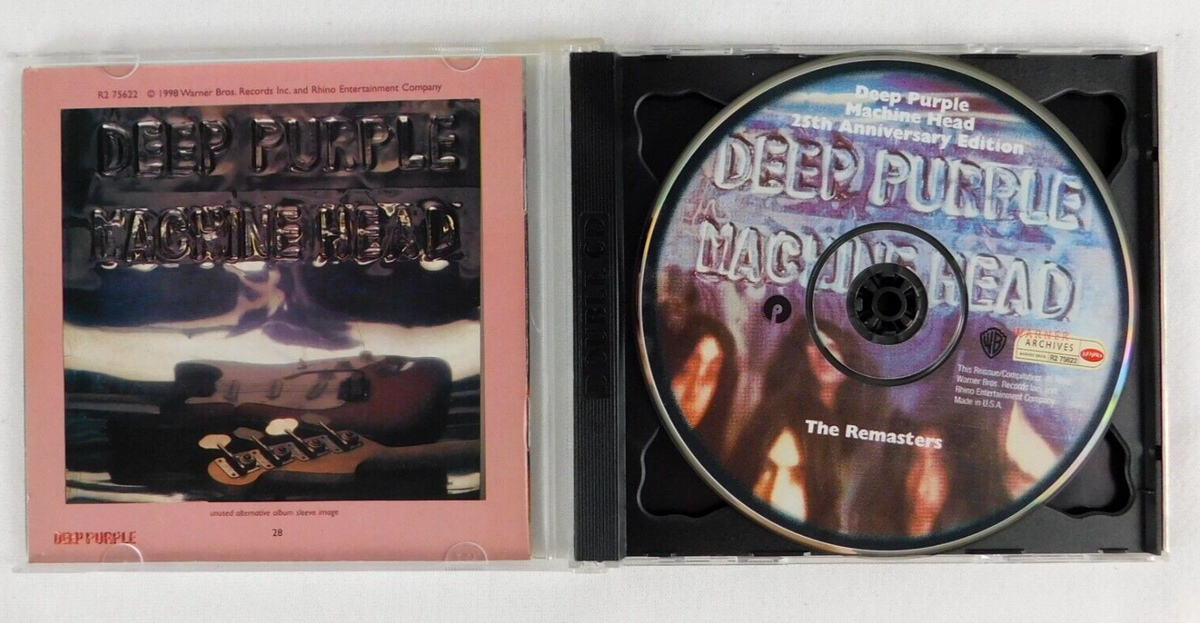 R2 75622 © 1998 Warner Bros. Records Inc. and Rhino Entertainment Company
DEEP PURPLE
MACHINE HEAD
unused alternative album sleeve image
28
DEEP PURPLE
DOUBLE CD
Deep Purple
Machine Head
25th Anniversary Edition
DEEP PURPLE
MACHINE HEAD
P
WB
WARNER
ARCHIVES
R2 75622
RHINO
This Reissue/Compilation
Warner Bros. Records Inc. and
Rhino Entertainment Company.
Made in U.S.A.
The Remasters